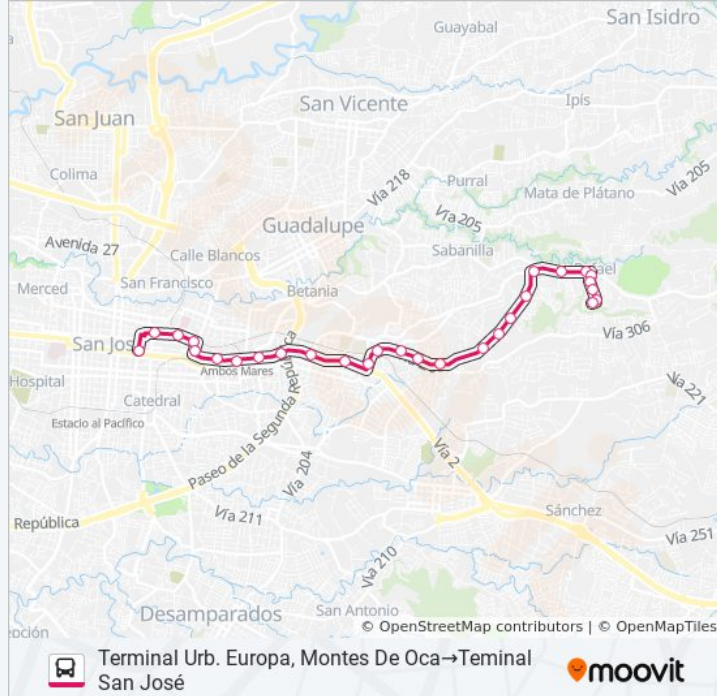 San Isidro
Guayabal
San Vicente
Ipís
San Juan
Colima
Vía 218
Purral
Vía 205
Mata de Plátano
Vía 205
Guadalupe
Avenida 27
Sabanilla
Calle Blancos
Merced
San Francisco
Betania
Vía 306
San Jos
Ambos Mares
Hospital
Catedral
Vía 221
Estacio al Pacífico
Paseo de la Segunda República
Vía 204
Vía 2
República
Vía 211
Sánchez
Vía 251
Vía 210
Desamparados
San Antonio
epción
© OpenStreetMap contributors | © OpenMapTiles
Terminal Urb. Europa, Montes De Oca→Teminal
San José
moovit